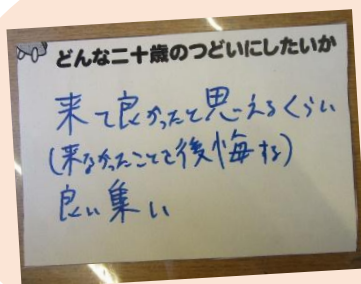 どんな二十歳のつどいにしたいか
来て良かったと思えるくらい
(来なかったことを後悔する)
良い集い